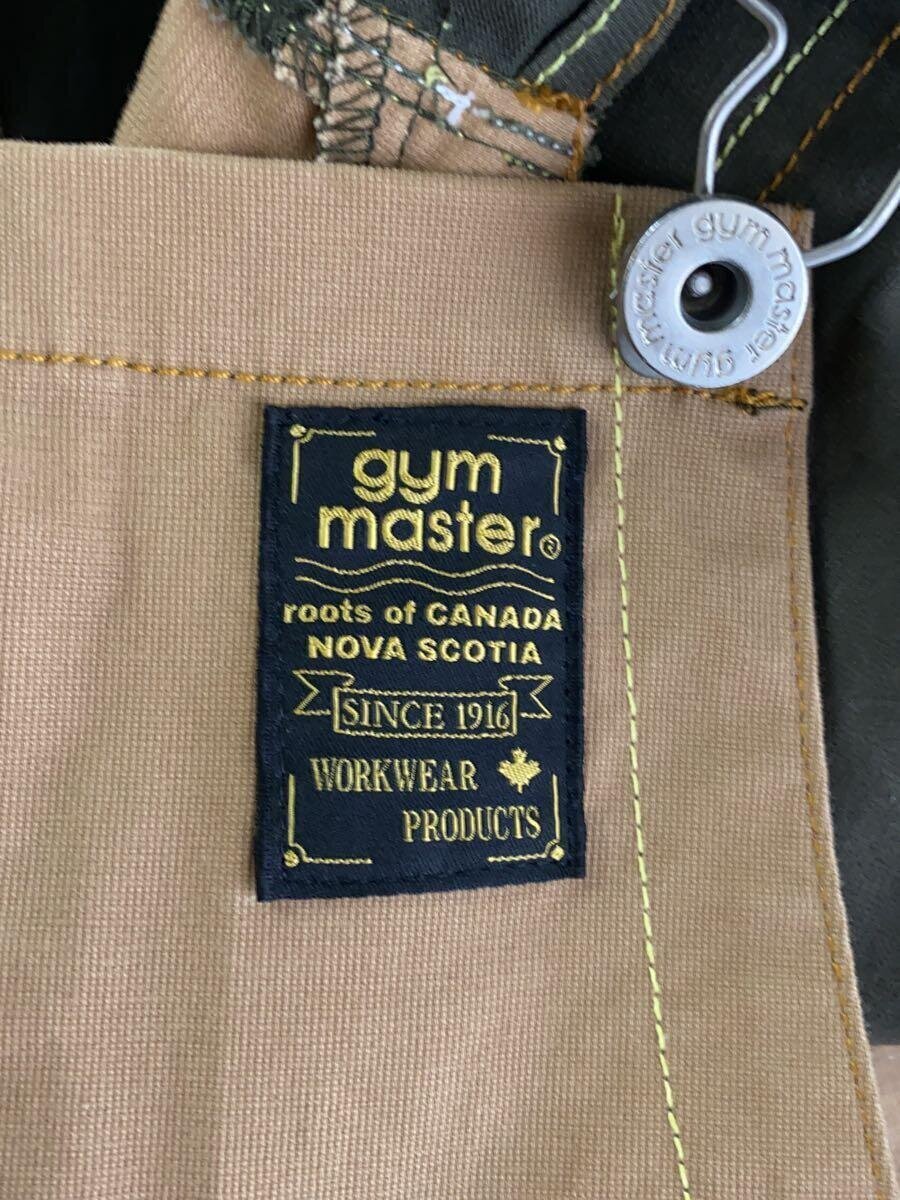 gym master gym master
gym
master®
roots of CANADA
NOVA SCOTIA
SINCE 1916
WORKWEAR
PRODUCTS